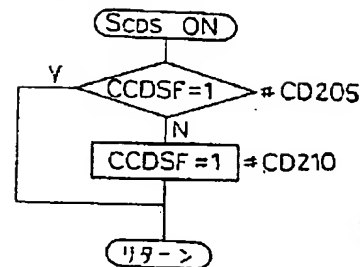 SCDS ON
Y
CCDSF=1 #CD205
N
CCDSF=1 #CD210
リターン